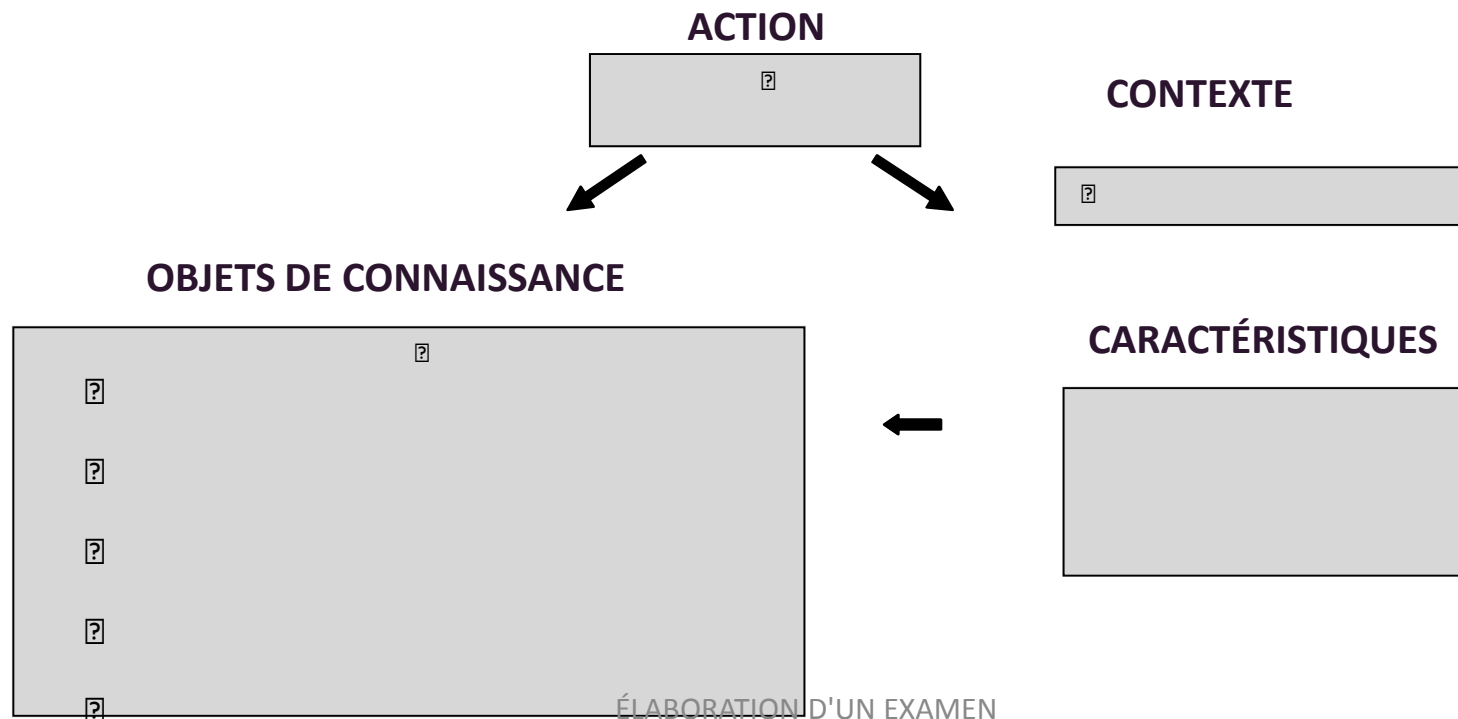 ACTION
CONTEXTE
OBJETS DE CONNAISSANCE
CARACTÉRISTIQUES
ÉLABORATION D'UN EXAMEN